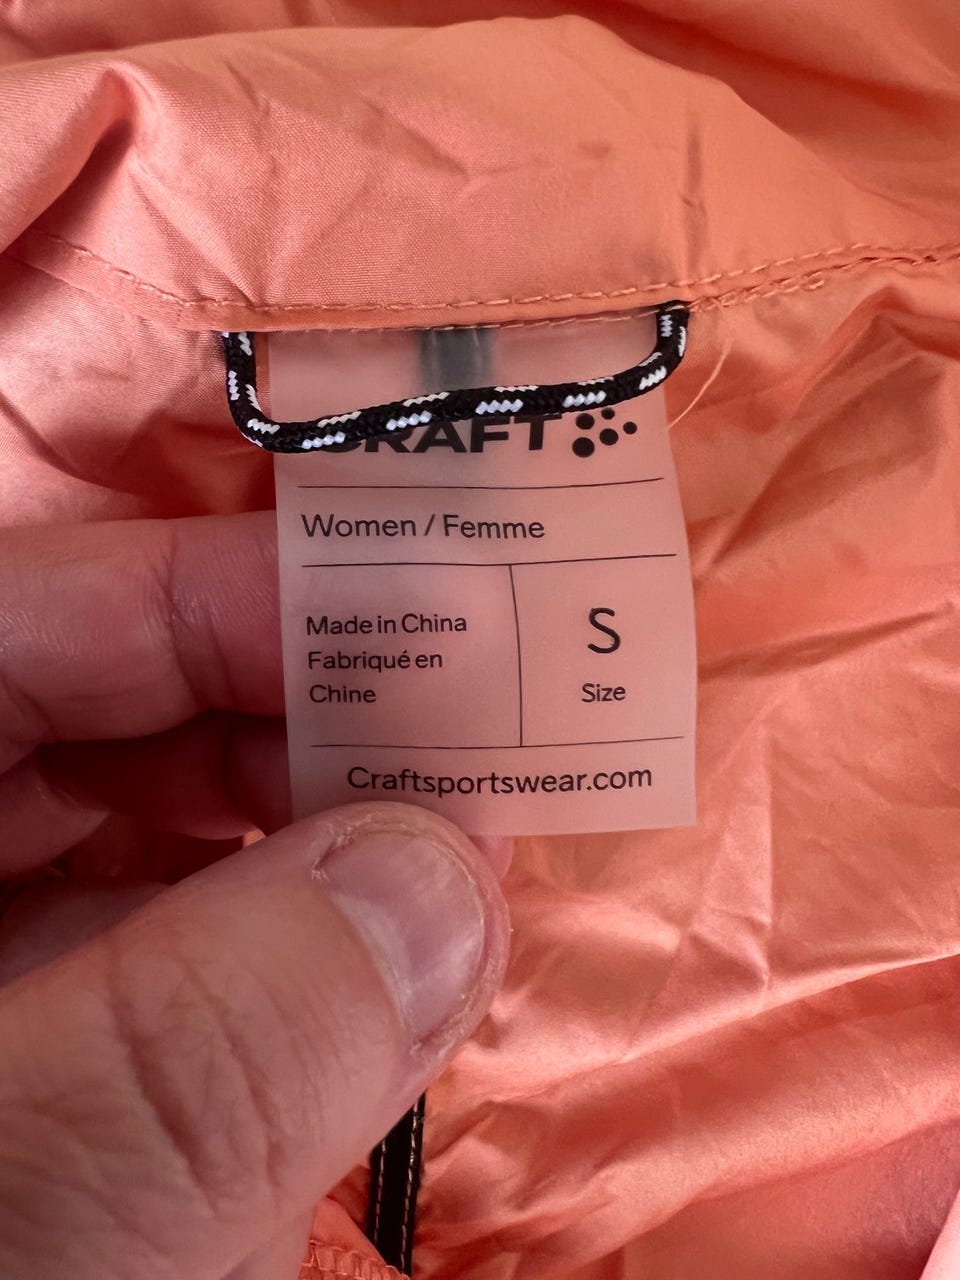 CRAFT
Women / Femme
Made in China
Fabriqué en
Chine
S
Size
Craftsportswear.com